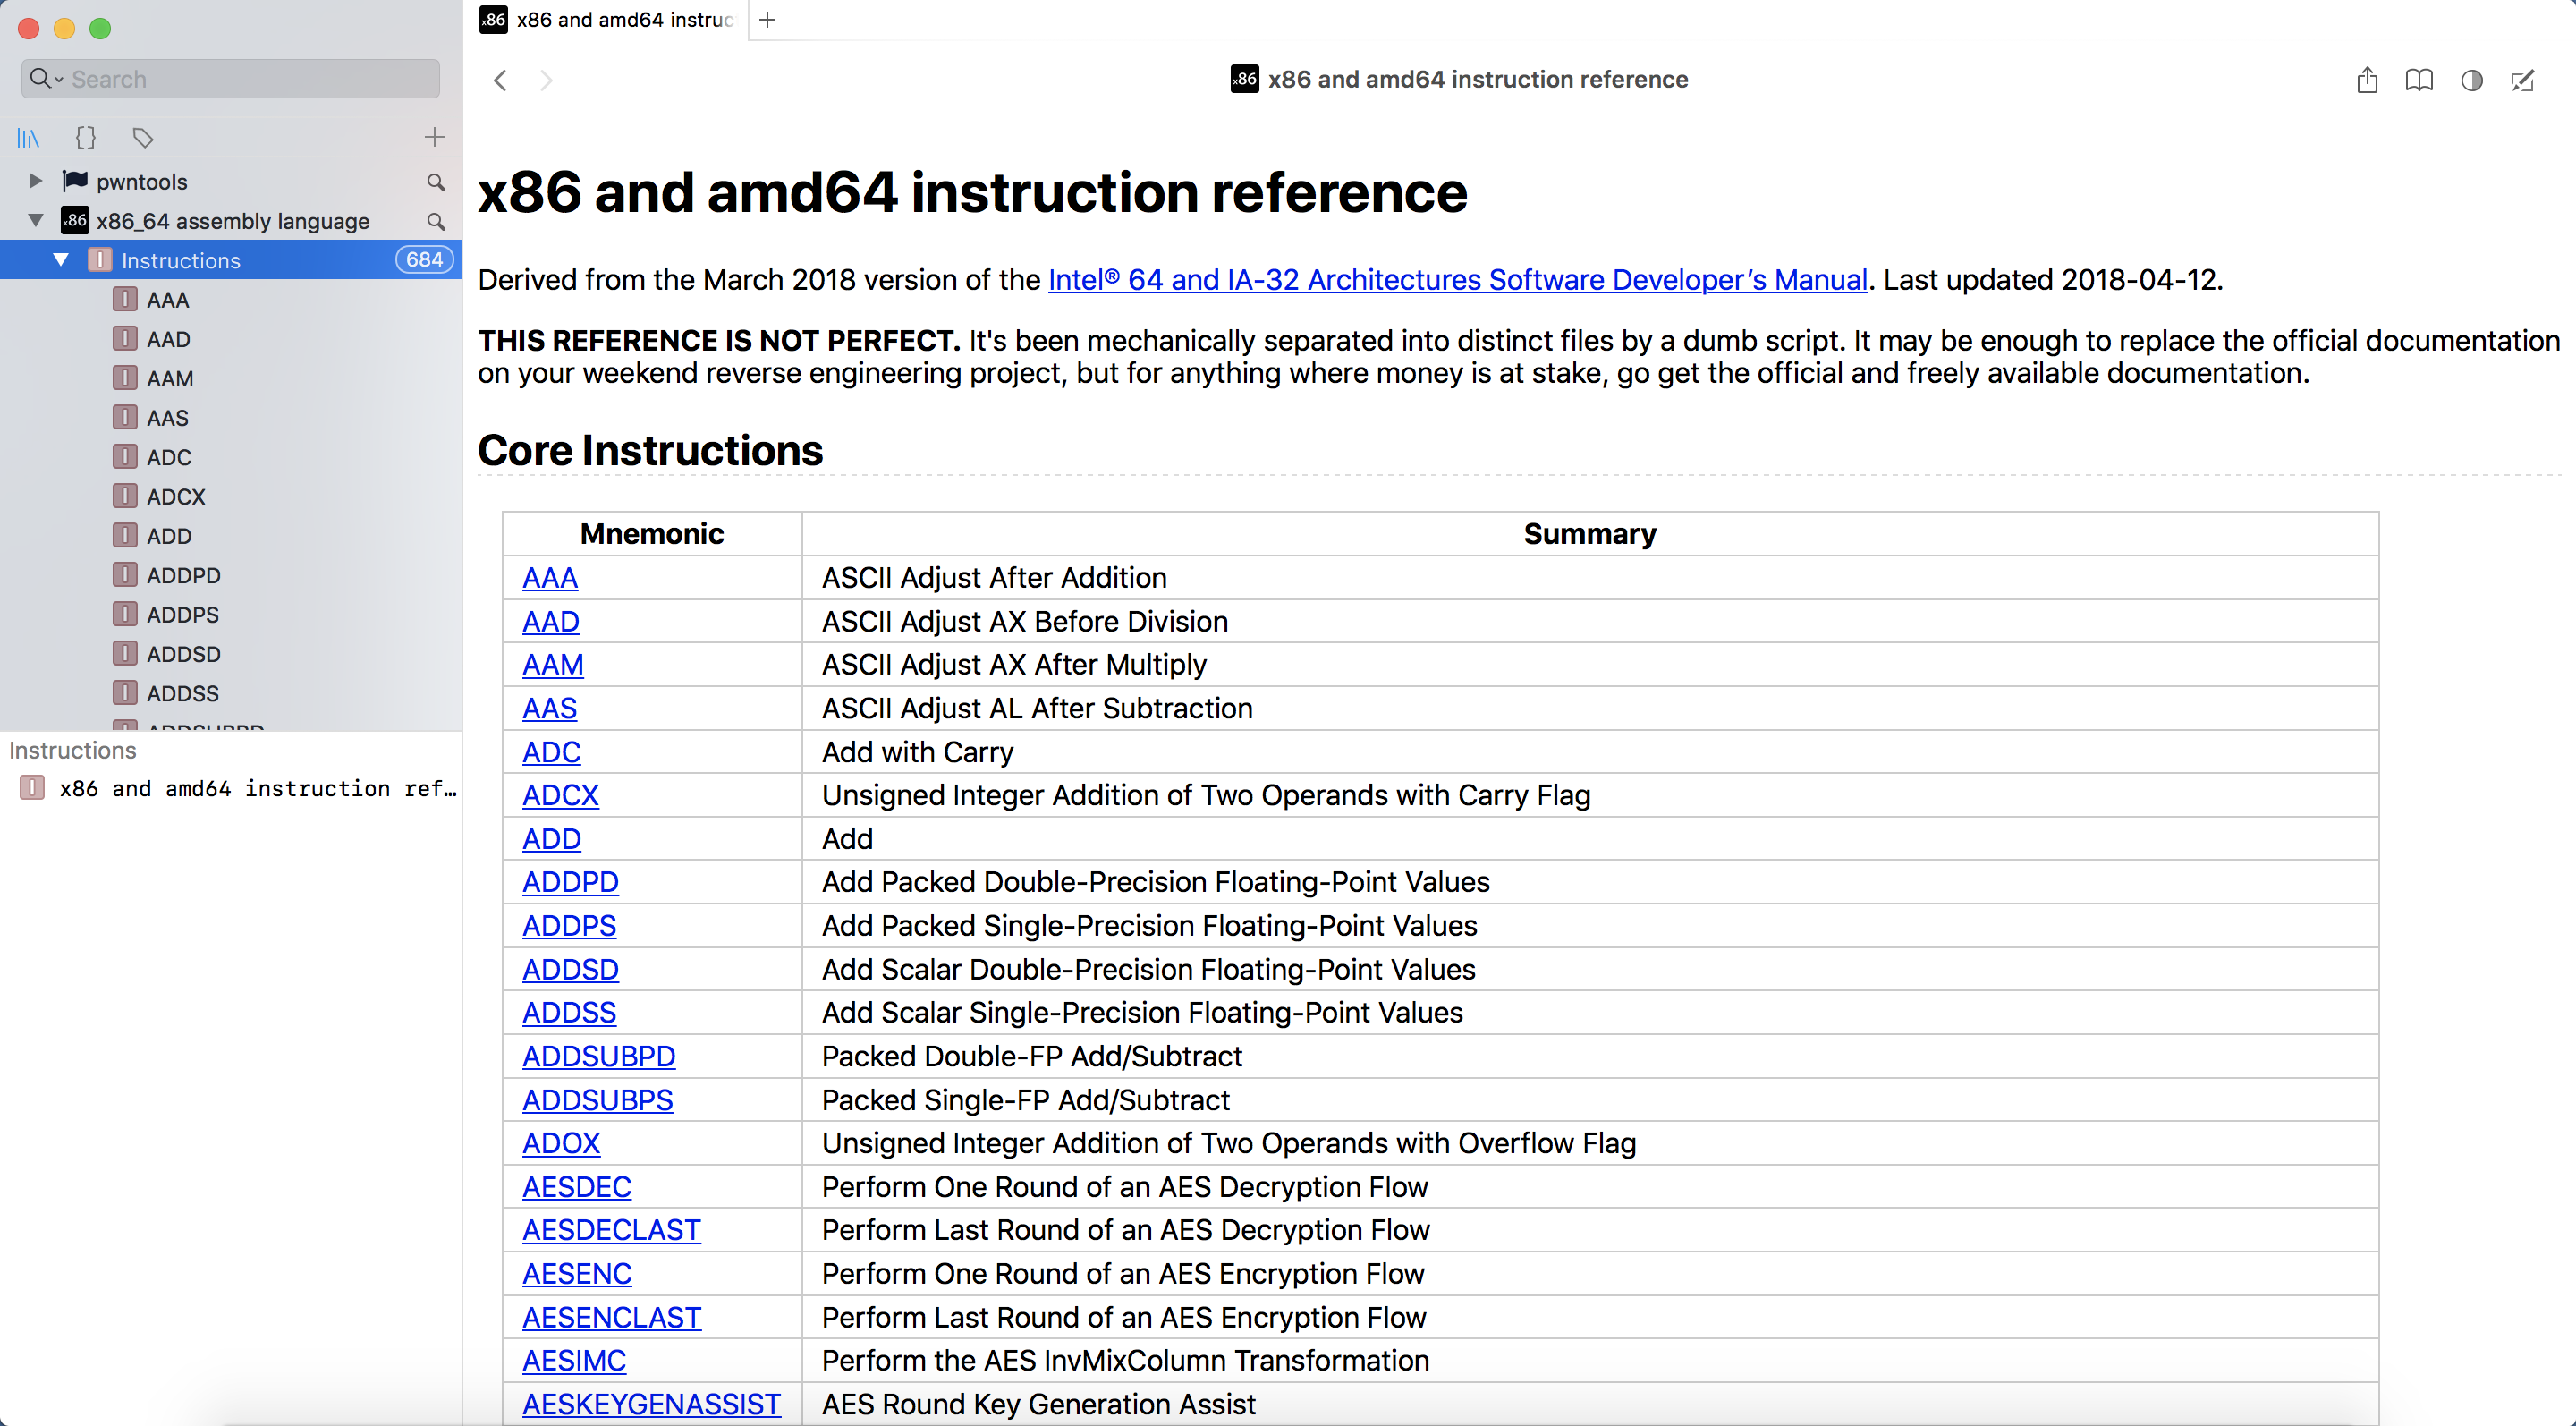 x86 x86 and amd64 instruc
Search
x86 x86 and amd64 instruction reference
pwntools
x86 x86_64 assembly language
Instructions 684
AAA
AAD
AAM
AAS
ADC
ADCX
ADD
ADDPD
ADDPS
ADDSD
ADDSS
ADDSUBPD
Instructions
x86 and amd64 instruction ref…
x86 and amd64 instruction reference
Derived from the March 2018 version of the Intel® 64 and IA-32 Architectures Software Developer’s Manual. Last updated 2018-04-12.
THIS REFERENCE IS NOT PERFECT. It's been mechanically separated into distinct files by a dumb script. It may be enough to replace the official documentation
on your weekend reverse engineering project, but for anything where money is at stake, go get the official and freely available documentation.
Core Instructions
Mnemonic Summary
AAA ASCII Adjust After Addition
AAD ASCII Adjust AX Before Division
AAM ASCII Adjust AX After Multiply
AAS ASCII Adjust AL After Subtraction
ADC Add with Carry
ADCX Unsigned Integer Addition of Two Operands with Carry Flag
ADD Add
ADDPD Add Packed Double-Precision Floating-Point Values
ADDPS Add Packed Single-Precision Floating-Point Values
ADDSD Add Scalar Double-Precision Floating-Point Values
ADDSS Add Scalar Single-Precision Floating-Point Values
ADDSUBPD Packed Double-FP Add/Subtract
ADDSUBPS Packed Single-FP Add/Subtract
ADOX Unsigned Integer Addition of Two Operands with Overflow Flag
AESDEC Perform One Round of an AES Decryption Flow
AESDECLAST Perform Last Round of an AES Decryption Flow
AESENC Perform One Round of an AES Encryption Flow
AESENCLAST Perform Last Round of an AES Encryption Flow
AESIMC Perform the AES InvMixColumn Transformation
AESKEYGENASSIST AES Round Key Generation Assist